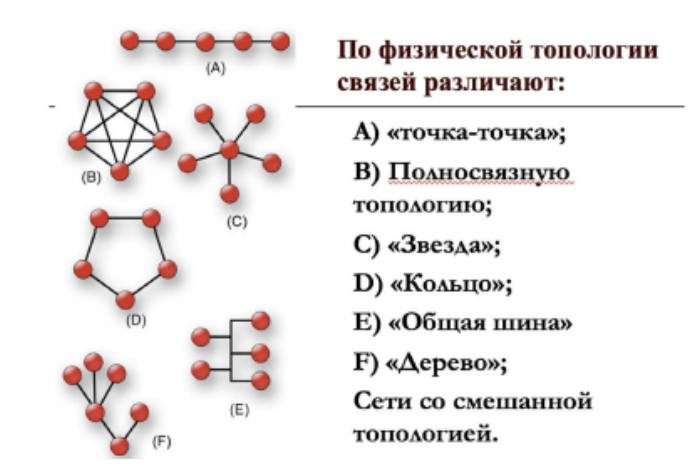 (A)
(B)
(C)
(D)
(E)
(F)
По физической топологии
связей различают:
А) «точка-точка»;
В) Полносвязную
топологию;
С) «Звезда»;
D) «Кольцо»;
E) «Общая шина»
F) «Дерево»;
Сети со смешанной
топологией.